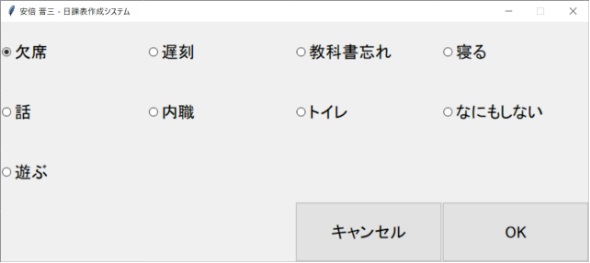 安倍 晋三 - 日課表作成システム
欠席 遅刻 教科書忘れ 寝る
話 内職 トイレ なにもしない
遊ぶ
キャンセル OK